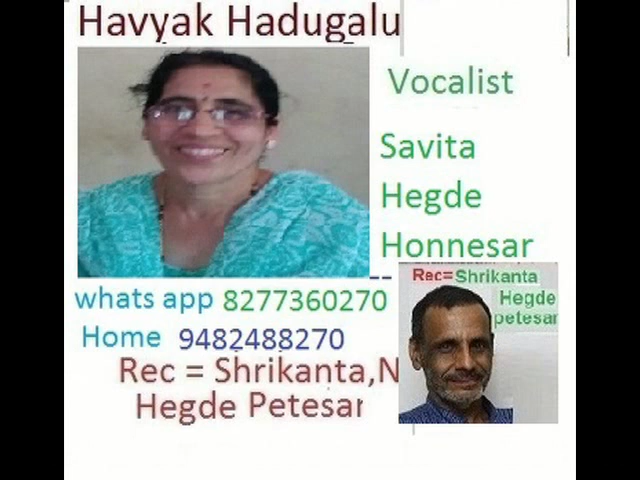 Havyak Hadugalu
Vocalist
Savita
Hegde
Honnesar
whats app 8277360270
Home 9482488270
Rec = Shrikanta,N
Hegde Petesar
Rec=Shrikanta
Hegde
petesar